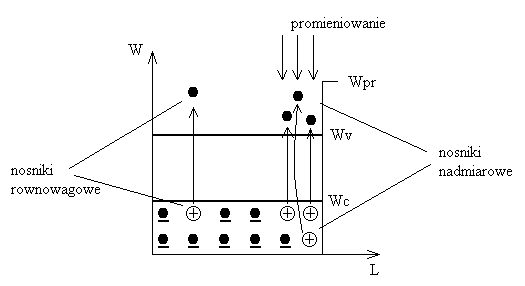 promieniowanie
W
Wpr
Wv
nosniki
nadmiarowe
nosniki
rownowagowe
Wc
L